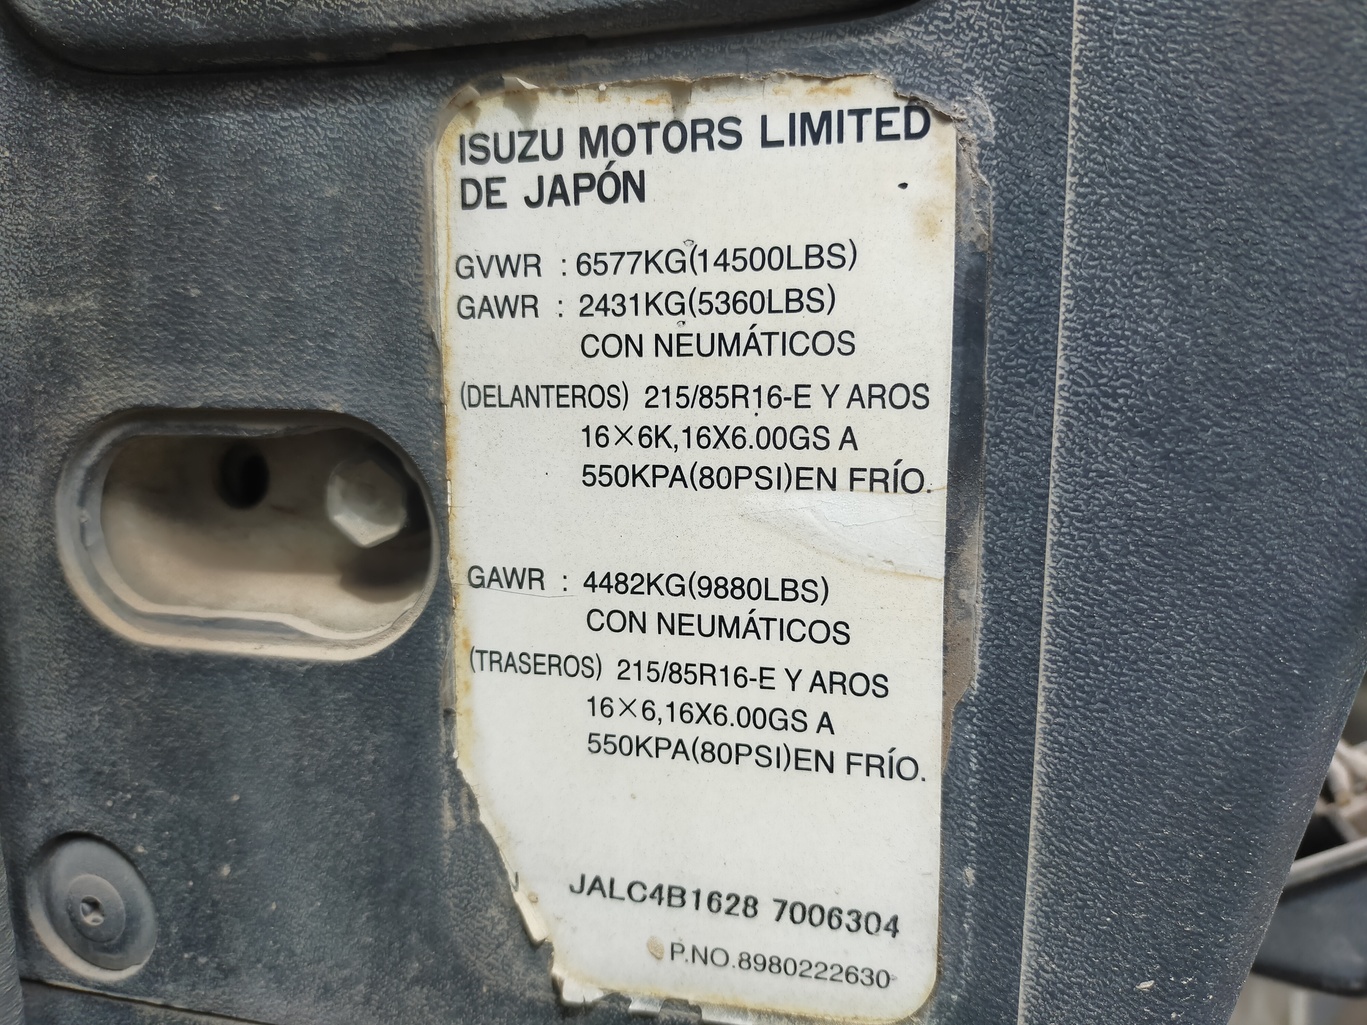 ISUZU MOTORS LIMITED
DE JAPÓN
GVWR : 6577KG(14500LBS)
GAWR : 2431KG(5360LBS)
CON NEUMÁTICOS
(DELANTEROS) 215/85R16-E Y AROS
16×6K,16X6.00GS A
550KPA(80PSI)EN FRÍO.
GAWR : 4482KG(9880LBS)
CON NEUMÁTICOS
(TRASEROS) 215/85R16-E Y AROS
16×6,16X6.00GS A
550KPA(80PSI)EN FRÍO.
JALC4B1628 7006304
P.NO.8980222630